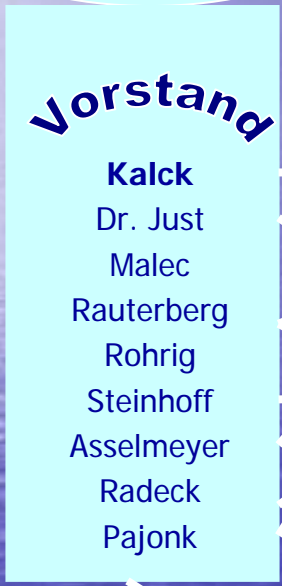 Vorstand
Kalck
Dr. Just
Malec
Rauterberg
Rohrig
Steinhoff
Asselmeyer
Radeck
Pajonk